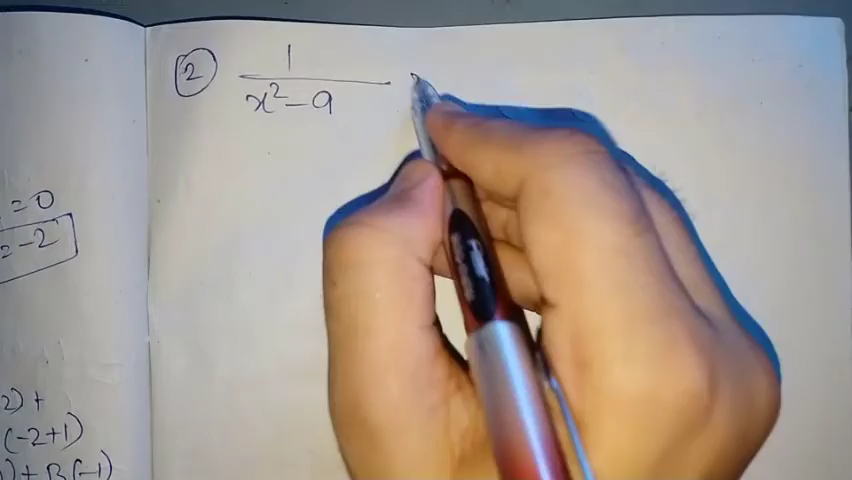 = 0
= -2
2) +
(-2+1)
) + B(-1)
② 1
x² - 9